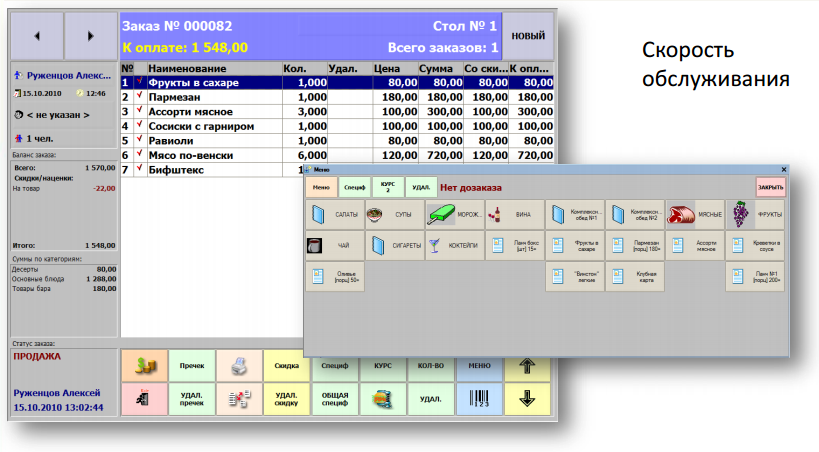 Заказ № 000082
Стол № 1
К оплате: 1 548,00
Всего заказов: 1
НОВЫЙ
Скорость
обслуживания
Руженцов Алекс...
15.10.2010
12:46
< не указан >
1 чел.
Баланс заказа:
Всего: 1 570,00
Скидки/наценки:
На товар -22,00
Итого: 1 548,00
Суммы по категориям:
Десерты 80,00
Основные блюда 1 288,00
Товары бара 180,00
Статус заказа:
ПРОДАЖА
Руженцов Алексей
15.10.2010 13:02:44
№ Наименование Кол. Удал. Цена Сумма Со ски... К опл...
1 Фрукты в сахаре 1,000 80,00 80,00 80,00 80,00
2 Пармезан 1,000 180,00 180,00 180,00 180,00
3 Ассорти мясное 3,000 100,00 300,00 100,00 300,00
4 Сосиски с гарниром 1,000 100,00 100,00 100,00 100,00
5 Равиоли 1,000 80,00 80,00 80,00 80,00
6 Мясо по-венски 6,000 120,00 720,00 120,00 720,00
7 Бифштекс 1
Меню
Меню
Специф
КУРС
2
УДАЛ.
Нет дозаказа
ЗАКРЫТЬ
САЛАТЫ
СУПЫ
МОРОЖ.
ВИНА
Комплексн...
обед №1
Комплексн...
обед №2
МЯСНЫЕ
ФРУКТЫ
ЧАЙ
СИГАРЕТЫ
КОКТЕЙЛИ
Ланч бокс
[шт] 15=
Фрукты в
сахаре
Пармезан
[порц] 180=
Ассорти
мясное
Креветки в
соусе
Оливье
[порц] 50=
"Винстон"
легкие
Клубная
карта
Ланч №1
[порц] 200=
Пречек
Скидка
Специф
КУРС
КОЛ-ВО
МЕНЮ
УДАЛ.
пречек
УДАЛ.
скидку
ОБЩАЯ
специф
УДАЛ.
123